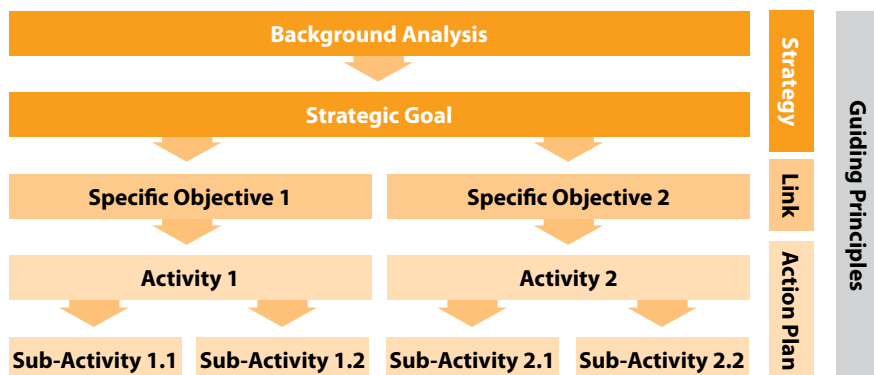 Background Analysis
Strategic Goal
Specific Objective 1
Specific Objective 2
Activity 1
Activity 2
Sub-Activity 1.1
Sub-Activity 1.2
Sub-Activity 2.1
Sub-Activity 2.2
Strategy
Link
Action Plan
Guiding Principles